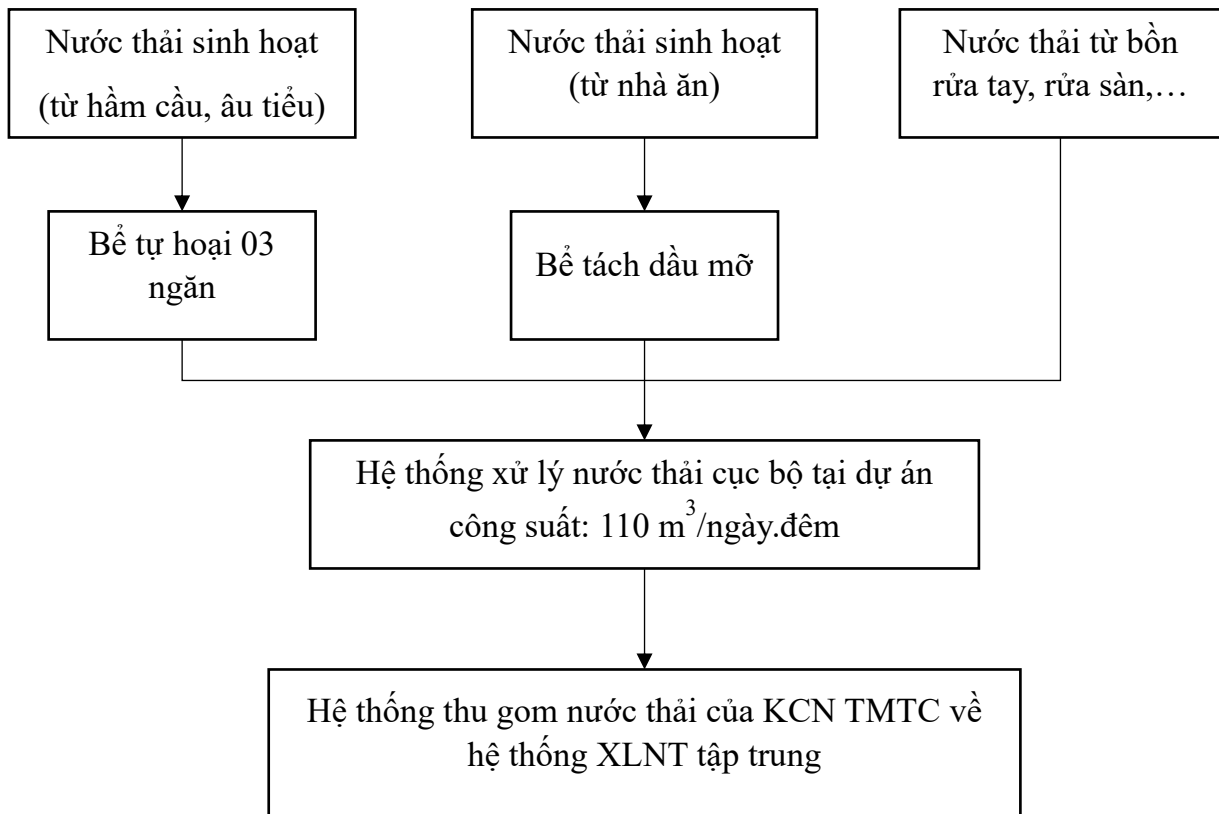 Nước thải sinh hoạt
(từ hầm cầu, âu tiểu)
Nước thải sinh hoạt
(từ nhà ăn)
Nước thải từ bồn
rửa tay, rửa sàn,…
Bể tự hoại 03
ngăn
Bể tách dầu mỡ
Hệ thống xử lý nước thải cục bộ tại dự án
công suất: 110 m³/ngày.đêm
Hệ thống thu gom nước thải của KCN TMTC về
hệ thống XLNT tập trung